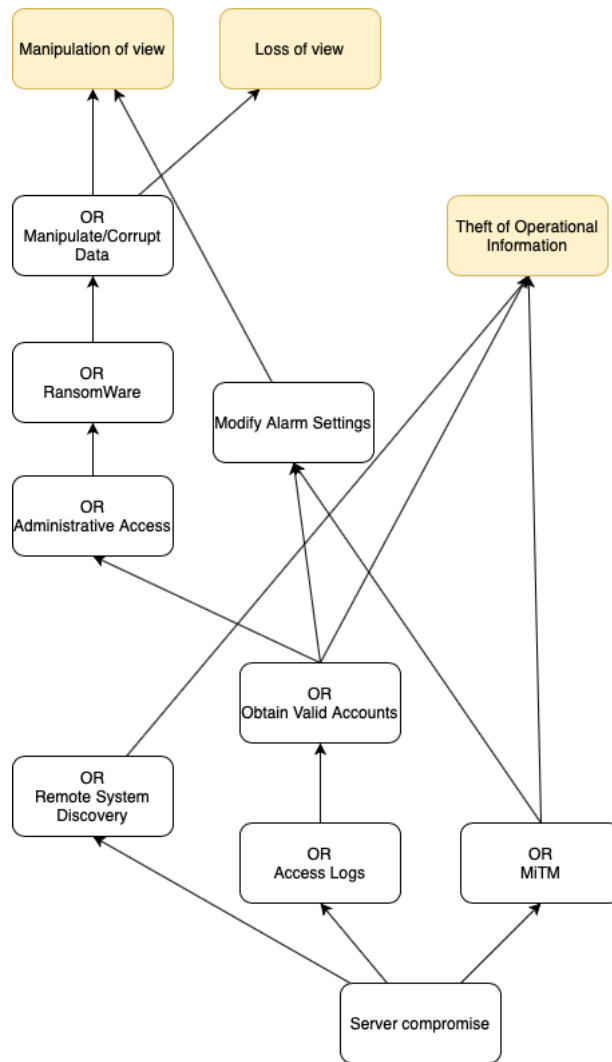 Manipulation of view
Loss of view
OR
Manipulate/Corrupt
Data
Theft of Operational
Information
OR
RansomWare
Modify Alarm Settings
OR
Administrative Access
OR
Obtain Valid Accounts
OR
Remote System
Discovery
OR
Access Logs
OR
MiTM
Server compromise